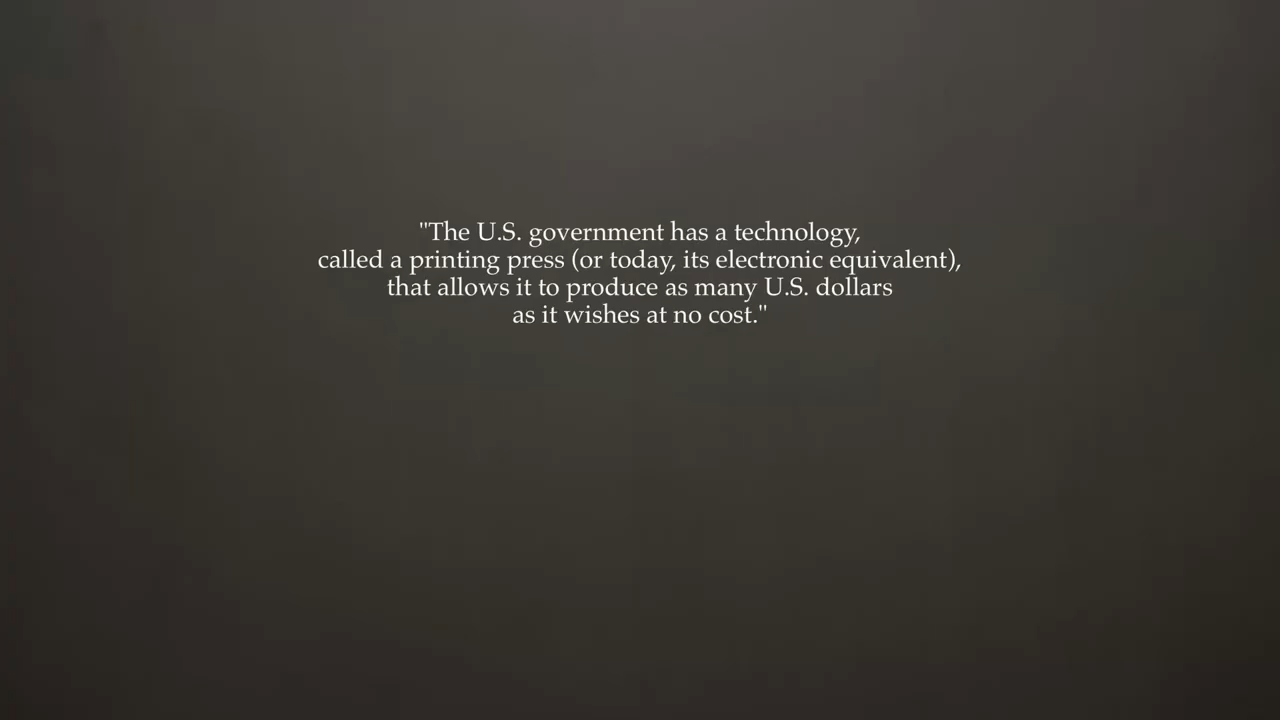 "The U.S. government has a technology,
called a printing press (or today, its electronic equivalent),
that allows it to produce as many U.S. dollars
as it wishes at no cost."